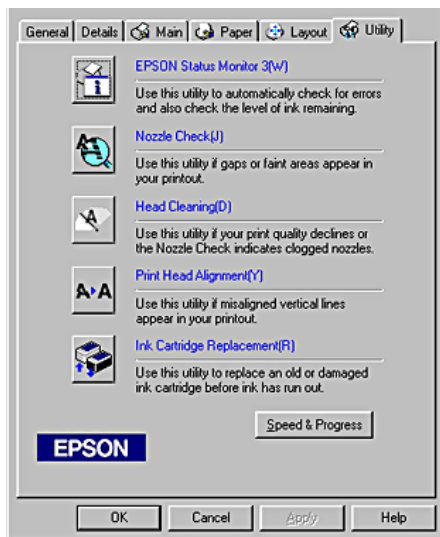 General Details Main Paper Layout Utility
EPSON Status Monitor 3(W)
Use this utility to automatically check for errors
and also check the level of ink remaining.
Nozzle Check(J)
Use this utility if gaps or faint areas appear in
your printout.
Head Cleaning(D)
Use this utility if your print quality declines or
the Nozzle Check indicates clogged nozzles.
Print Head Alignment(Y)
Use this utility if misaligned vertical lines
appear in your printout.
Ink Cartridge Replacement(R)
Use this utility to replace an old or damaged
ink cartridge before ink has run out.
Speed & Progress
EPSON
OK Cancel Apply Help